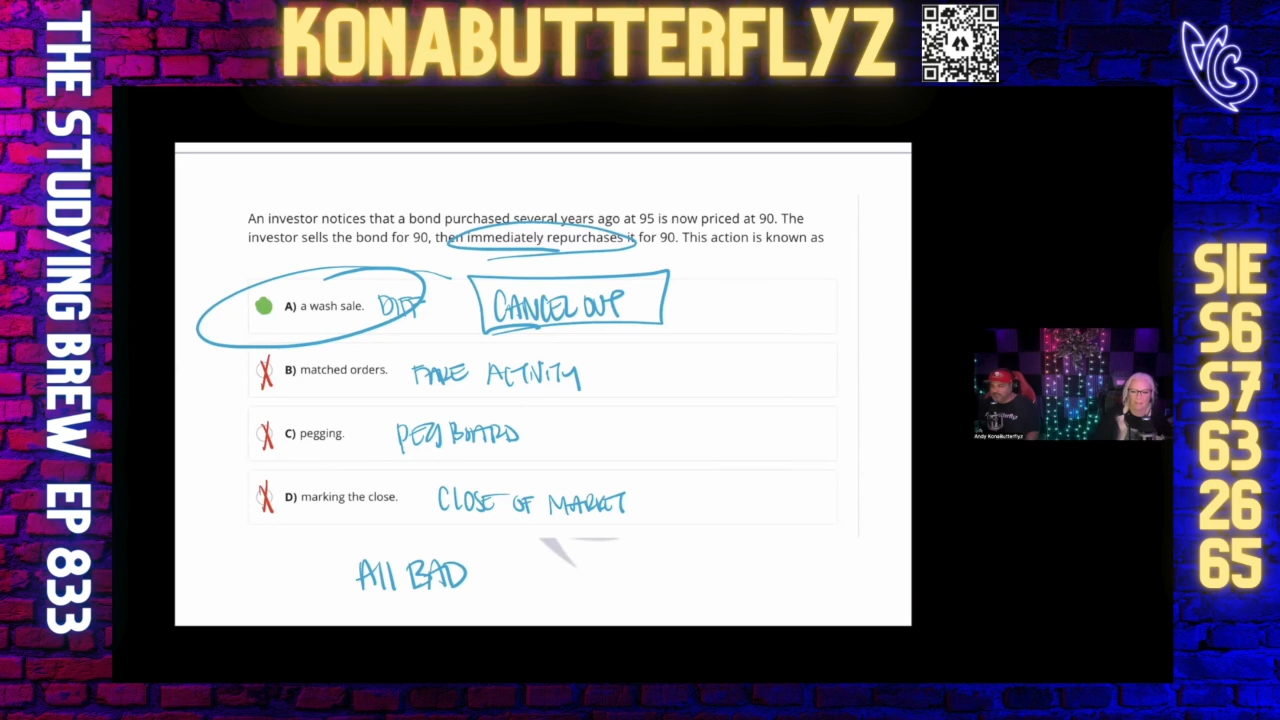 KONABUTTERFLYZ
THE STUDYING BREW EP 833
An investor notices that a bond purchased several years ago at 95 is now priced at 90. The
investor sells the bond for 90, then immediately repurchases it for 90. This action is known as
A) a wash sale. CANCEL OUT
B) matched orders. FAKE ACTIVITY
C) pegging. PEG BOARD
D) marking the close. CLOSE OF MARKET
All BAD
Andy KonaButterflyz
SIE
S6
S7
63
26
65